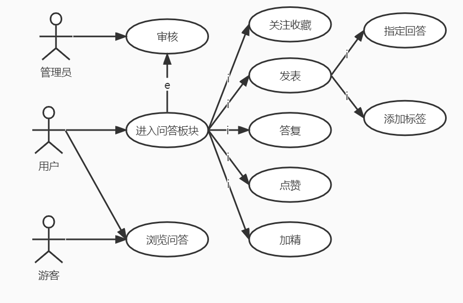 关注收藏
指定回答
审核
管理员
发表
i
i
e
i
i
添加标签
进入问答板块
i
答复
用户
i
点赞
i
浏览问答
加精
游客